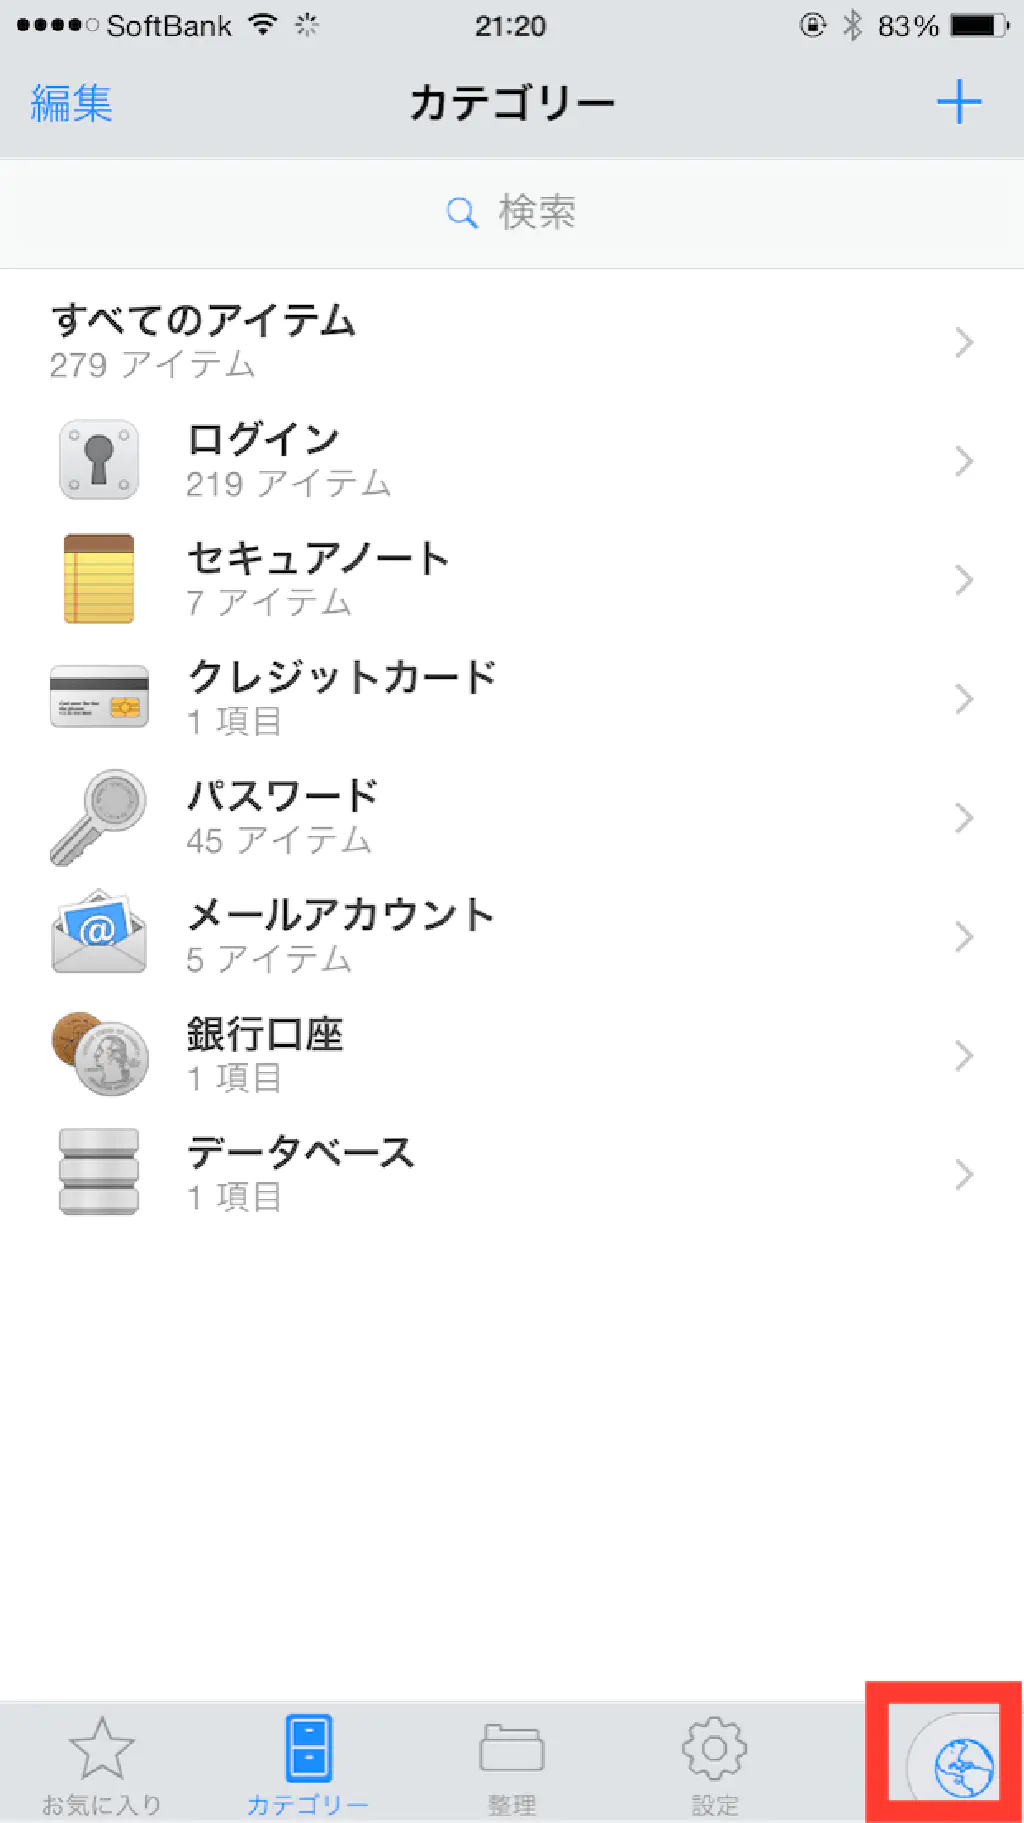 SoftBank 21:20 83%
編集 カテゴリー
検索
すべてのアイテム
279 アイテム
ログイン
219 アイテム
セキュアノート
7 アイテム
クレジットカード
1 項目
パスワード
45 アイテム
メールアカウント
5 アイテム
銀行口座
1 項目
データベース
1 項目
お気に入り カテゴリー 整理 設定